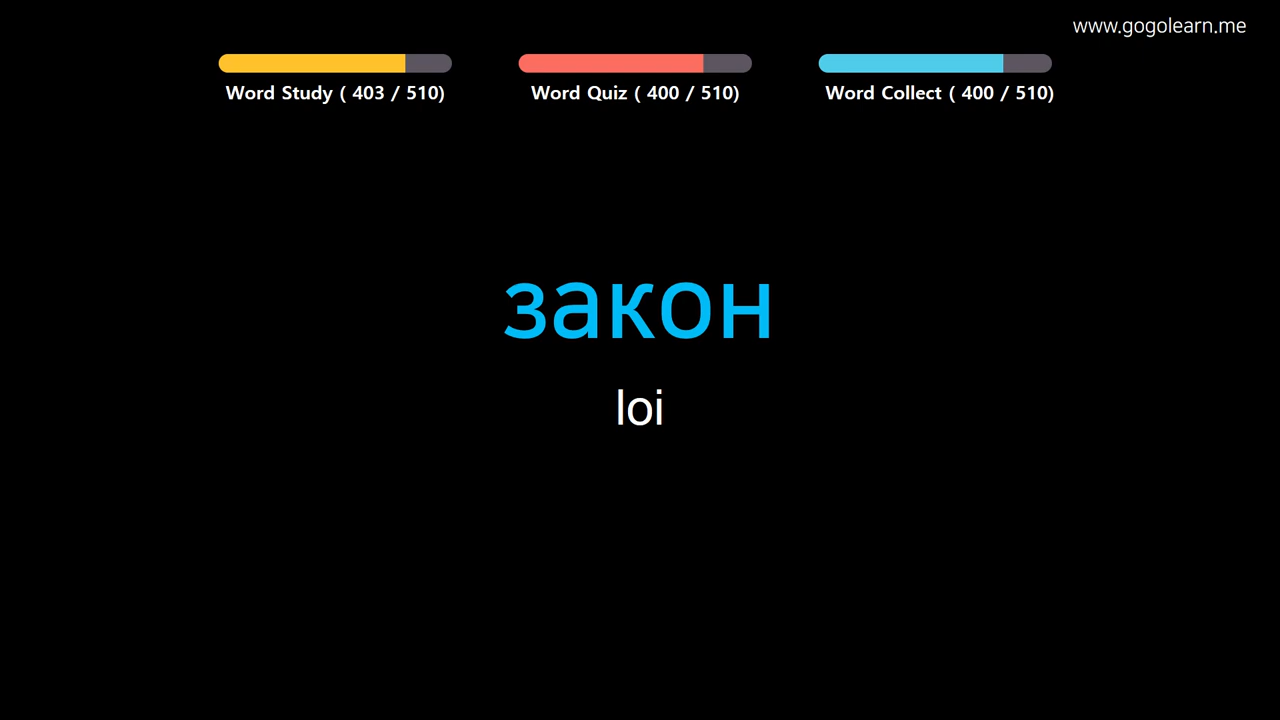 www.gogolearn.me
Word Study ( 403 / 510)
Word Quiz ( 400 / 510)
Word Collect ( 400 / 510)
закон
loi